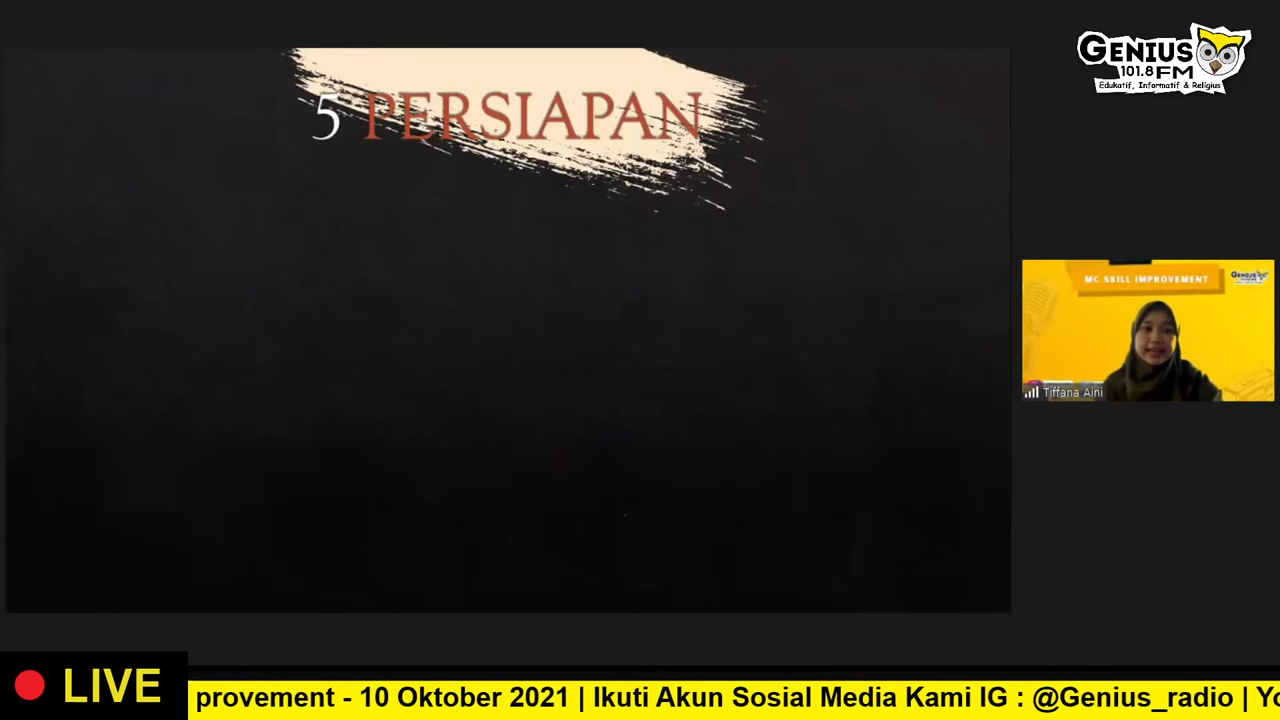 GENIUS
101.8 FM
Edukatif, Informatif & Religius
5 PERSIAPAN
MC SKILL IMPROVEMENT
GENIUS
Tiffana Aini
LIVE
provement - 10 Oktober 2021 | Ikuti Akun Sosial Media Kami IG : @Genius_radio | Yo